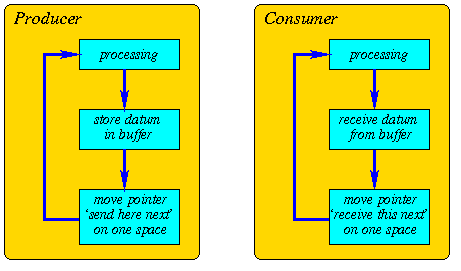 Producer
processing
store datum
in buffer
move pointer
‘send here next’
on one space
Consumer
processing
receive datum
from buffer
move pointer
‘receive this next’
on one space